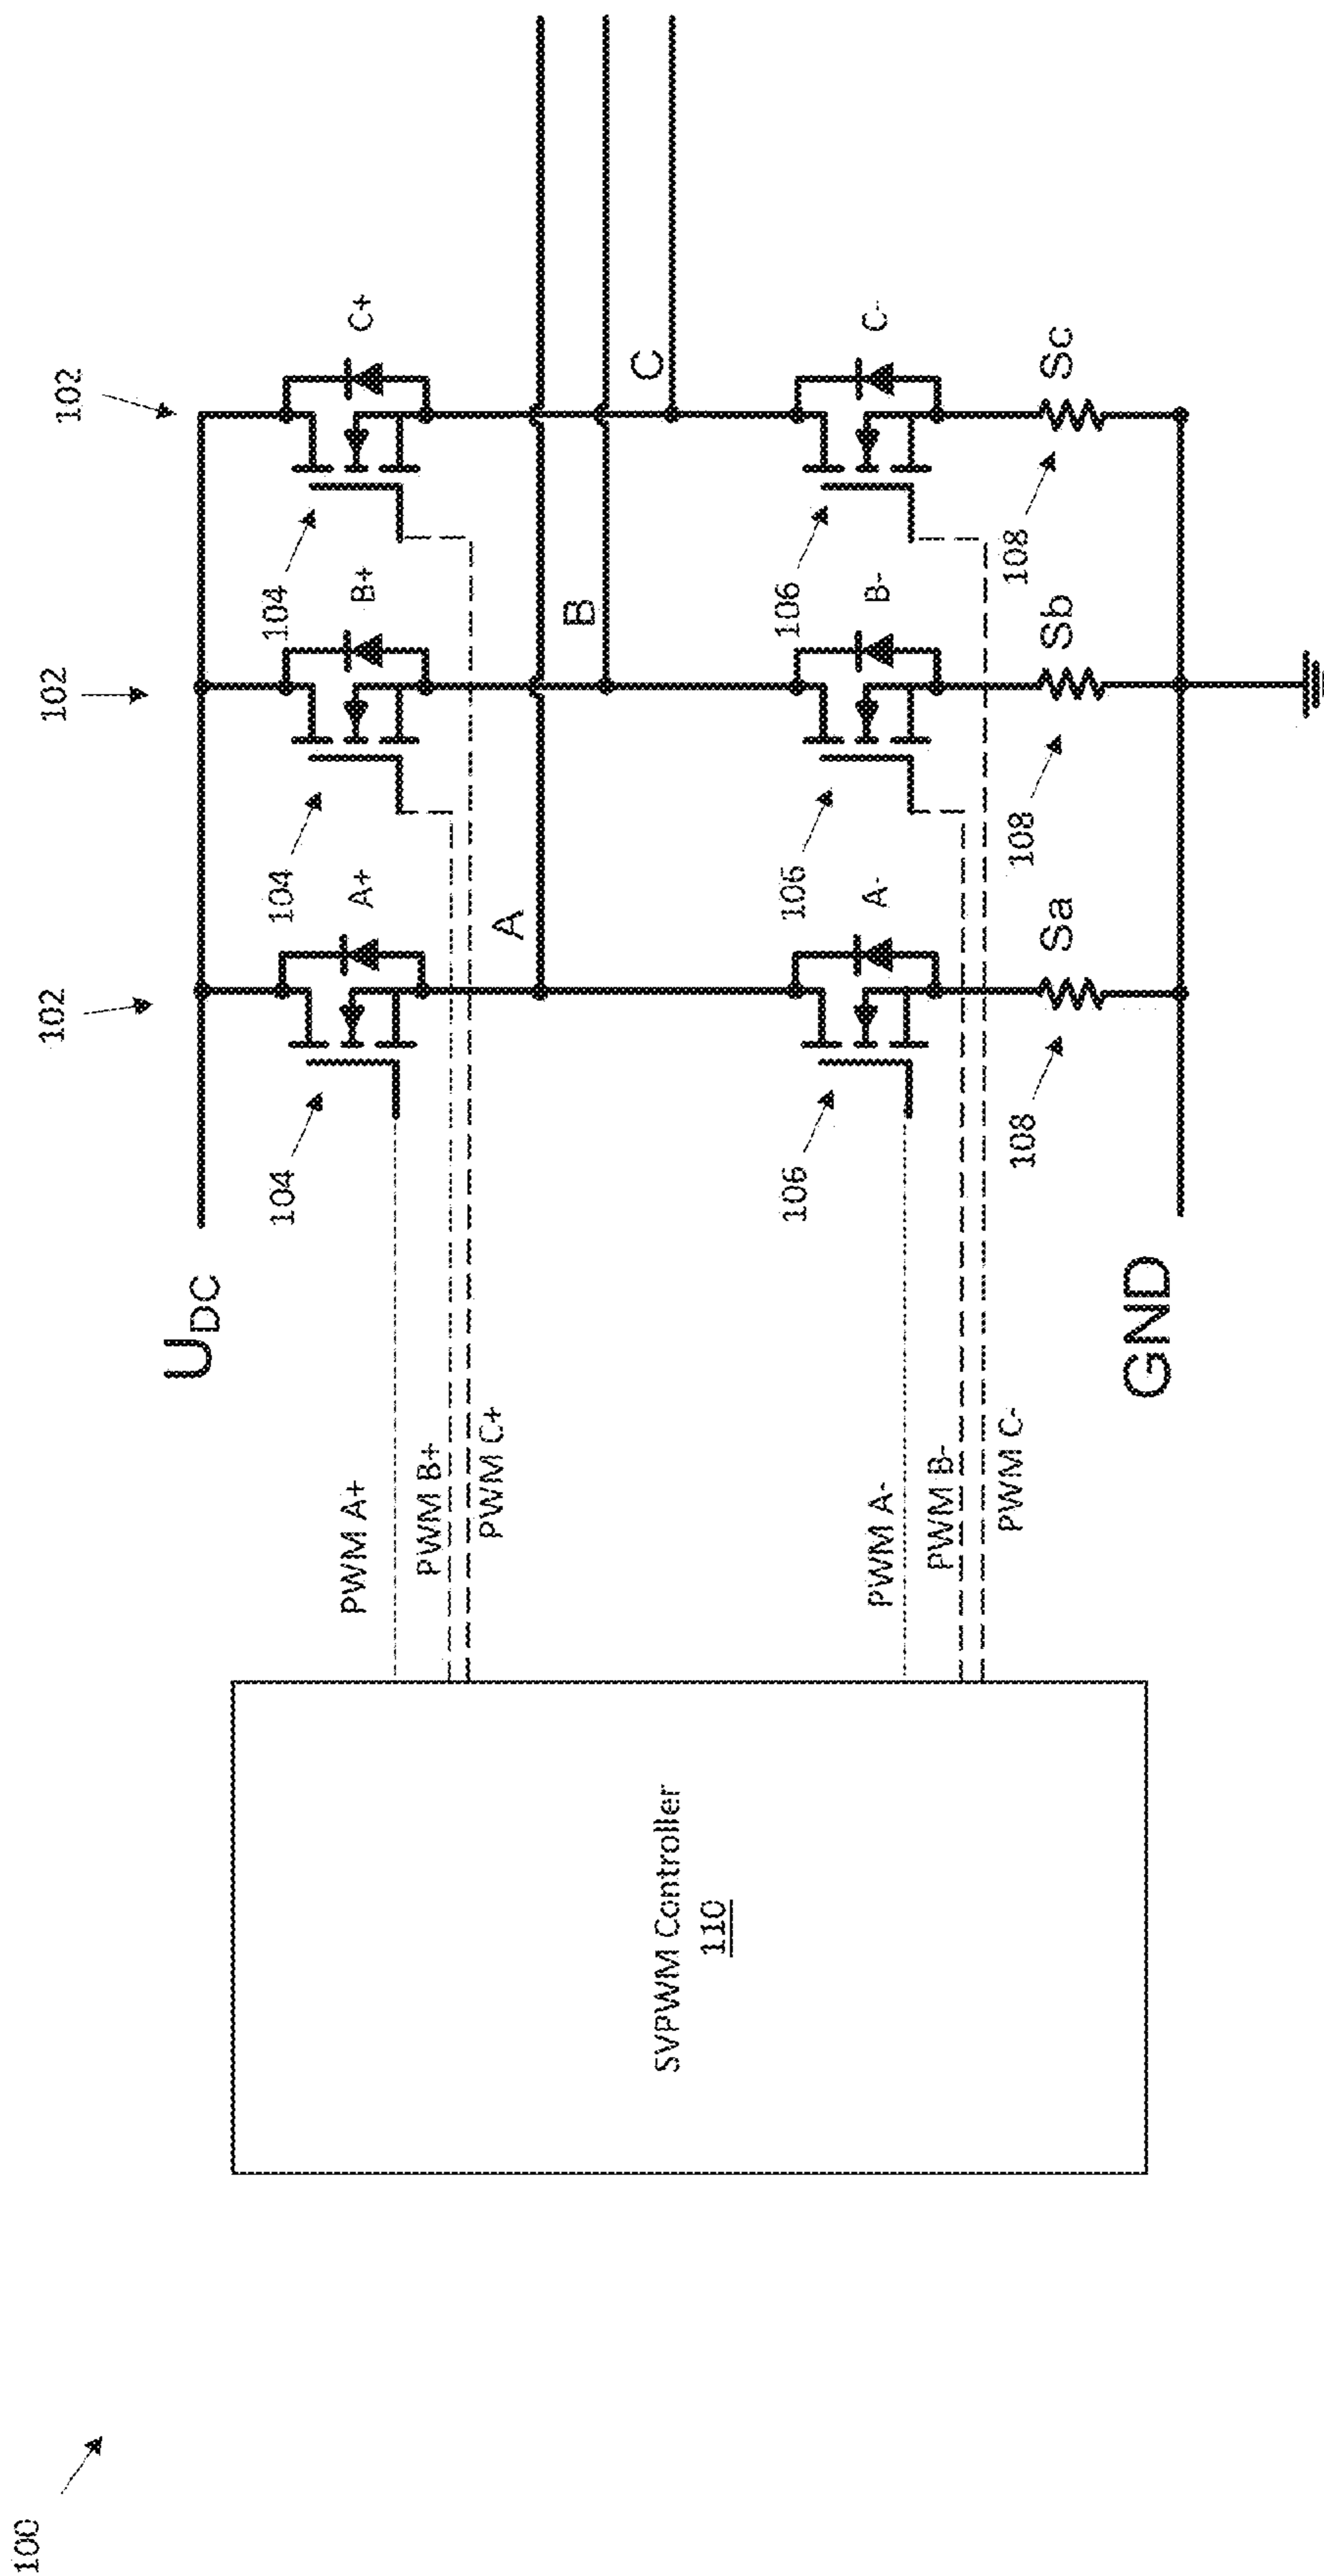 100
102
102
102
U_DC
104
A+
104
B+
104
C+
PWM A+
PWM B+
PWM C+
A
B
C
SVPWM Controller
110
106
A-
106
B-
106
C-
PWM A-
PWM B-
PWM C-
108
Sa
108
Sb
108
Sc
GND